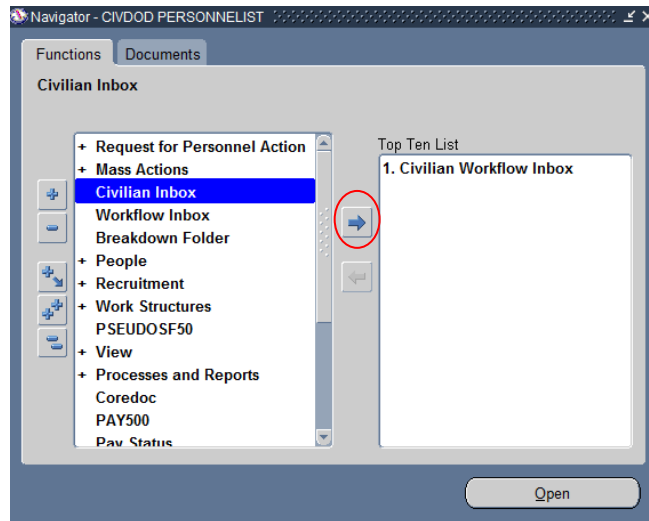 Navigator - CIVDOD PERSONNELIST
Functions Documents
Civilian Inbox
+ Request for Personnel Action
+ Mass Actions
Civilian Inbox
Workflow Inbox
Breakdown Folder
+ People
+ Recruitment
+ Work Structures
PSEUDOSF50
+ View
+ Processes and Reports
Coredoc
PAY500
Pay Status
Top Ten List
1. Civilian Workflow Inbox
Open